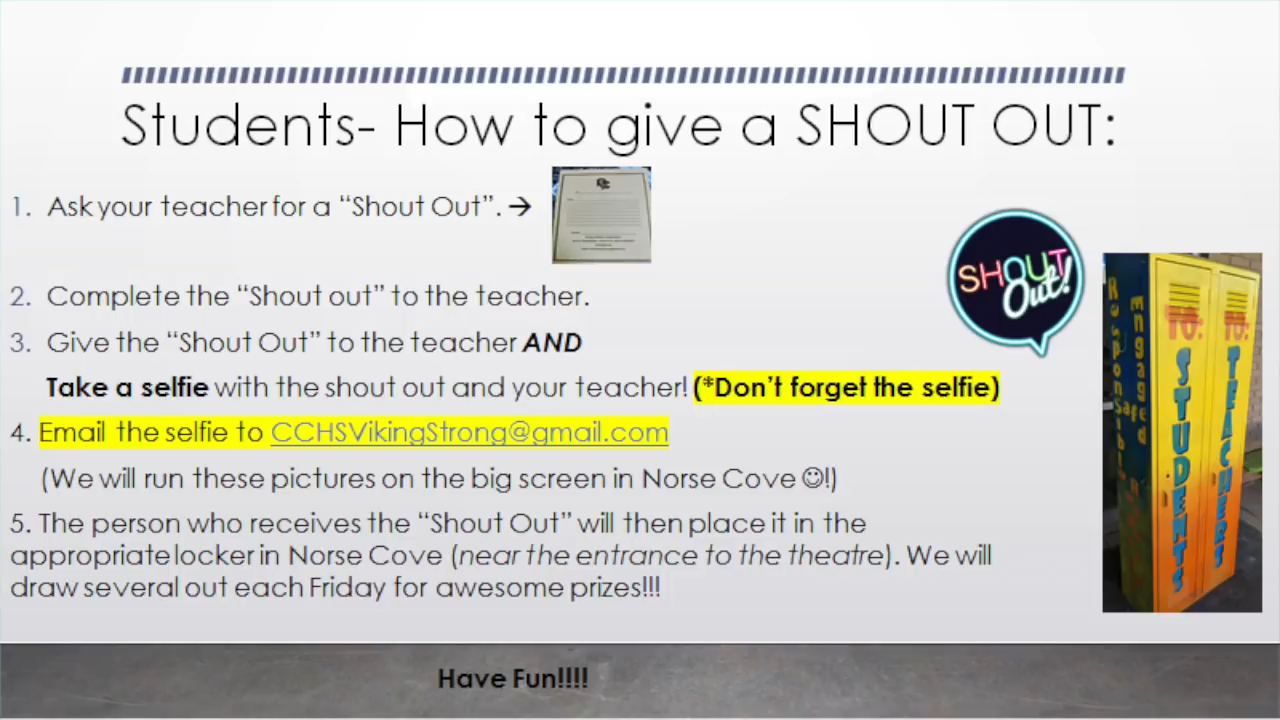 Students- How to give a SHOUT OUT:
1. Ask your teacher for a “Shout Out”. →
2. Complete the “Shout out” to the teacher.
3. Give the “Shout Out” to the teacher AND
Take a selfie with the shout out and your teacher! (*Don’t forget the selfie)
4. Email the selfie to CCHSVikingStrong@gmail.com
(We will run these pictures on the big screen in Norse Cove ☺!)
5. The person who receives the “Shout Out” will then place it in the
appropriate locker in Norse Cove (near the entrance to the theatre). We will
draw several out each Friday for awesome prizes!!!
SHOUT
Out!
TO: STUDENTS
TO: TEACHERS
Engaged
Safe
Have Fun!!!!